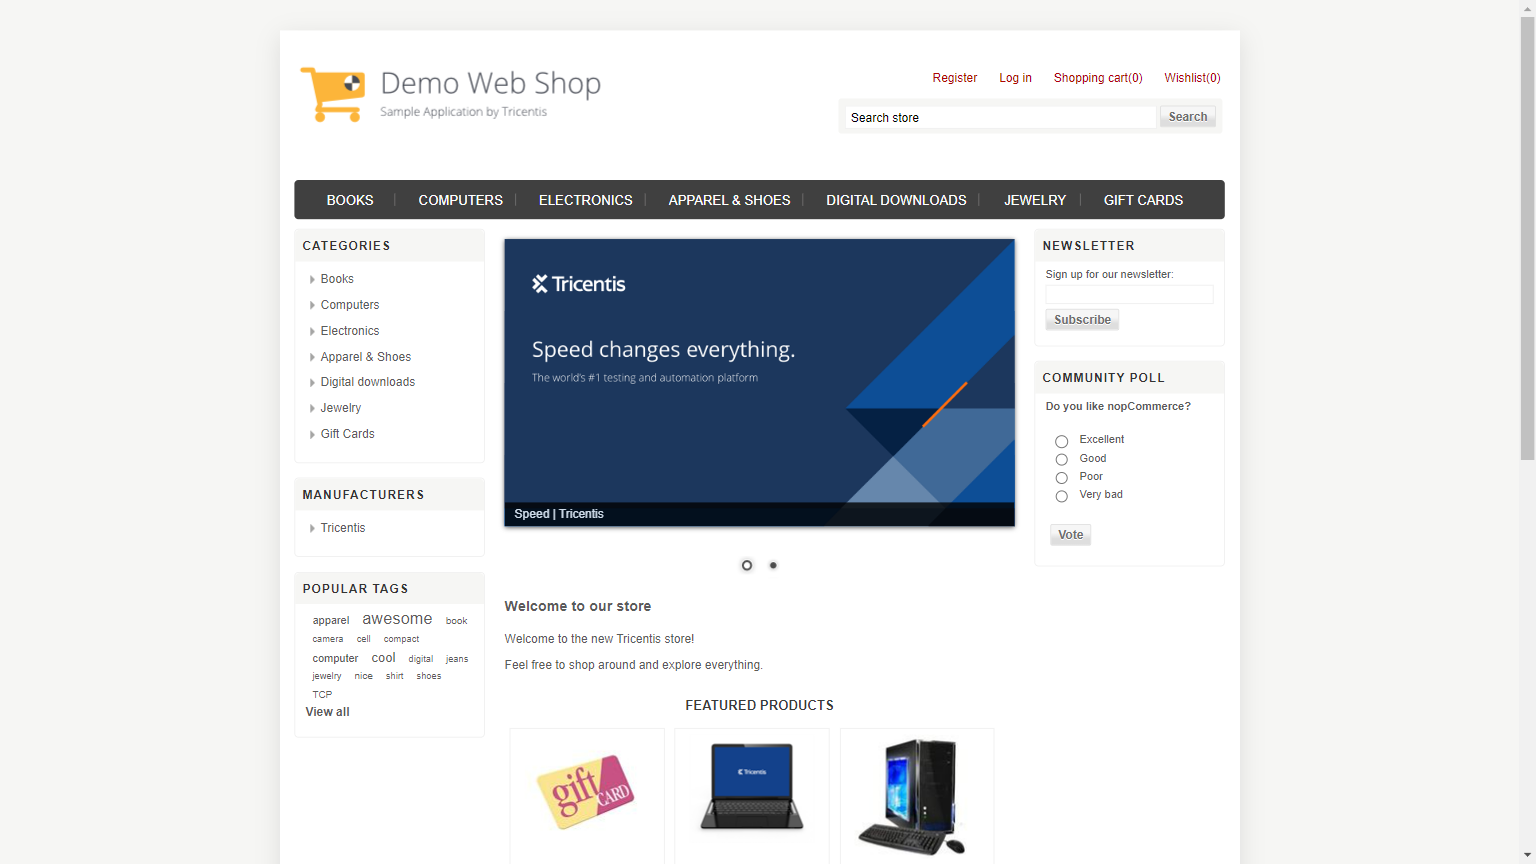 Demo Web Shop
Sample Application by Tricentis
Register Log in Shopping cart(0) Wishlist(0)
Search store Search
BOOKS COMPUTERS ELECTRONICS APPAREL & SHOES DIGITAL DOWNLOADS JEWELRY GIFT CARDS
CATEGORIES
Books
Computers
Electronics
Apparel & Shoes
Digital downloads
Jewelry
Gift Cards
MANUFACTURERS
Tricentis
POPULAR TAGS
apparel awesome book
camera cell compact
computer cool digital jeans
jewelry nice shirt shoes
TCP
View all
Tricentis
Speed changes everything.
The world's #1 testing and automation platform
Speed | Tricentis
Welcome to our store
Welcome to the new Tricentis store!
Feel free to shop around and explore everything.
FEATURED PRODUCTS
gift CARD
Tricentis
NEWSLETTER
Sign up for our newsletter:
Subscribe
COMMUNITY POLL
Do you like nopCommerce?
Excellent
Good
Poor
Very bad
Vote